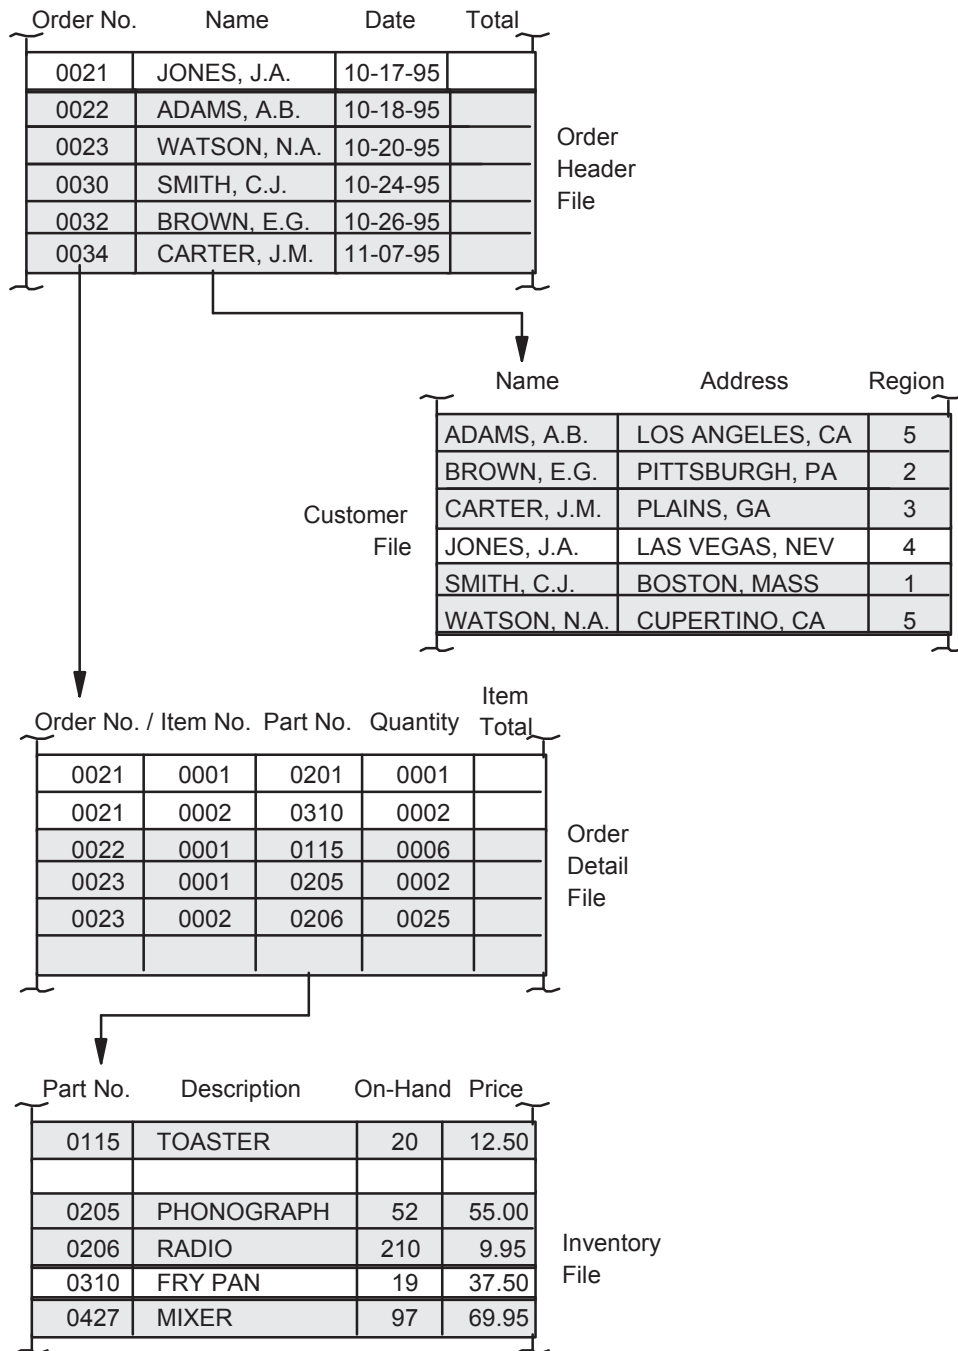 Order No. Name Date Total
0021 JONES, J.A. 10-17-95
0022 ADAMS, A.B. 10-18-95
0023 WATSON, N.A. 10-20-95
0030 SMITH, C.J. 10-24-95
0032 BROWN, E.G. 10-26-95
0034 CARTER, J.M. 11-07-95
Order
Header
File
Name Address Region
ADAMS, A.B. LOS ANGELES, CA 5
BROWN, E.G. PITTSBURGH, PA 2
CARTER, J.M. PLAINS, GA 3
JONES, J.A. LAS VEGAS, NEV 4
SMITH, C.J. BOSTON, MASS 1
WATSON, N.A. CUPERTINO, CA 5
Customer
File
Order No. / Item No. Part No. Quantity Item
Total
0021 0001 0201 0001
0021 0002 0310 0002
0022 0001 0115 0006
0023 0001 0205 0002
0023 0002 0206 0025
Order
Detail
File
Part No. Description On-Hand Price
0115 TOASTER 20 12.50
0205 PHONOGRAPH 52 55.00
0206 RADIO 210 9.95
0310 FRY PAN 19 37.50
0427 MIXER 97 69.95
Inventory
File